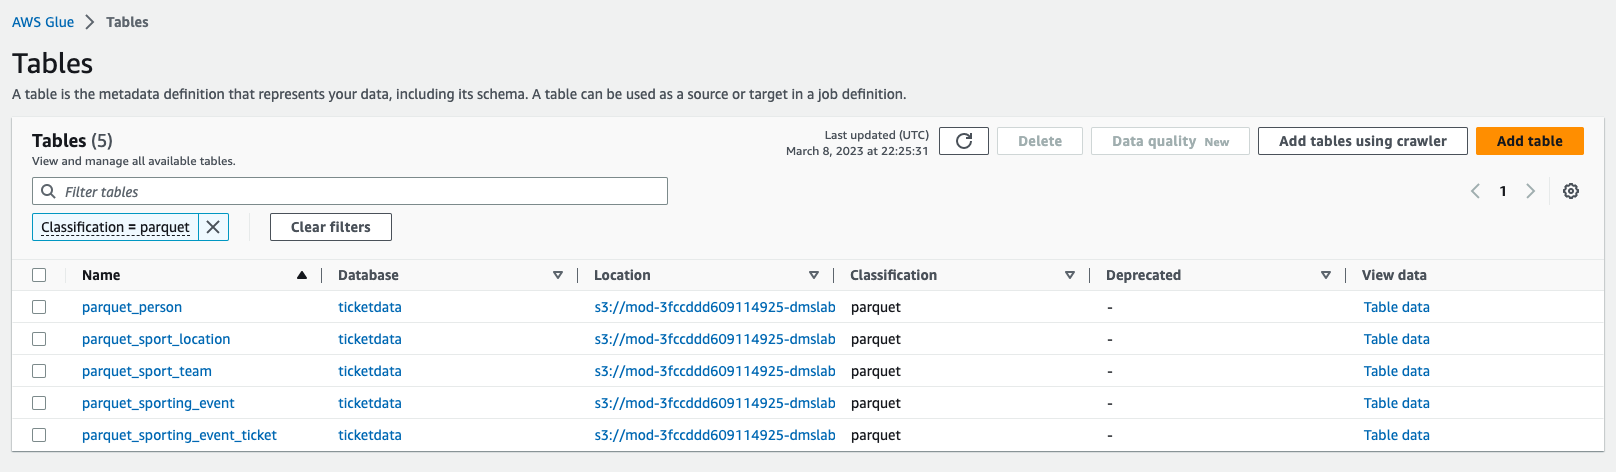 AWS Glue > Tables
Tables
A table is the metadata definition that represents your data, including its schema. A table can be used as a source or target in a job definition.
Tables (5)
View and manage all available tables.
Last updated (UTC)
March 8, 2023 at 22:25:31
Delete
Data quality New
Add tables using crawler
Add table
Filter tables
1
Classification = parquet
Clear filters
Name Database Location Classification Deprecated View data
parquet_person ticketdata s3://mod-3fccddd609114925-dmslab parquet - Table data
parquet_sport_location ticketdata s3://mod-3fccddd609114925-dmslab parquet - Table data
parquet_sport_team ticketdata s3://mod-3fccddd609114925-dmslab parquet - Table data
parquet_sporting_event ticketdata s3://mod-3fccddd609114925-dmslab parquet - Table data
parquet_sporting_event_ticket ticketdata s3://mod-3fccddd609114925-dmslab parquet - Table data